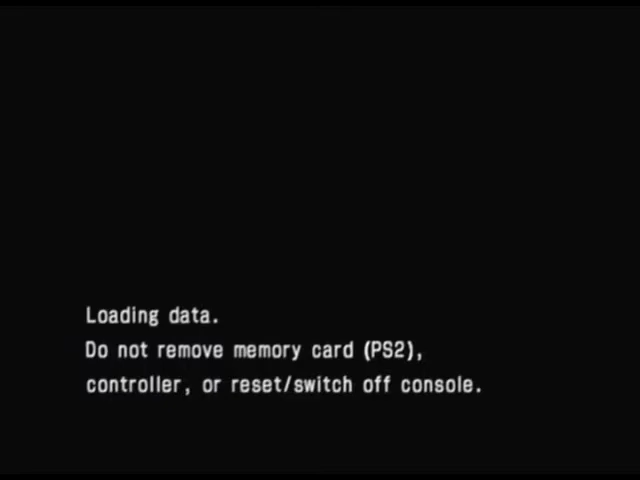 Loading data.
Do not remove memory card (PS2),
controller, or reset/switch off console.